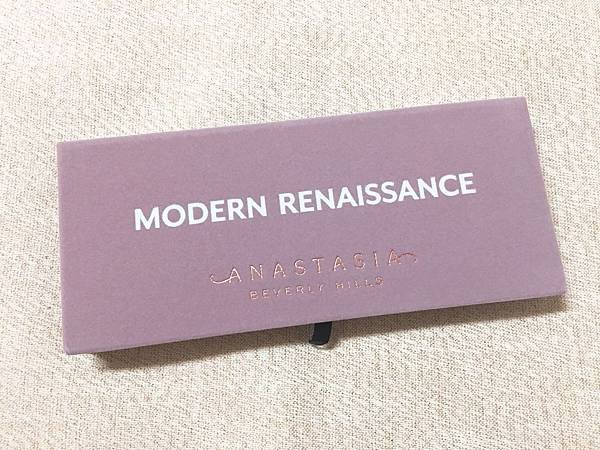 MODERN RENAISSANCE
ANASTASIA
BEVERLY HILLS